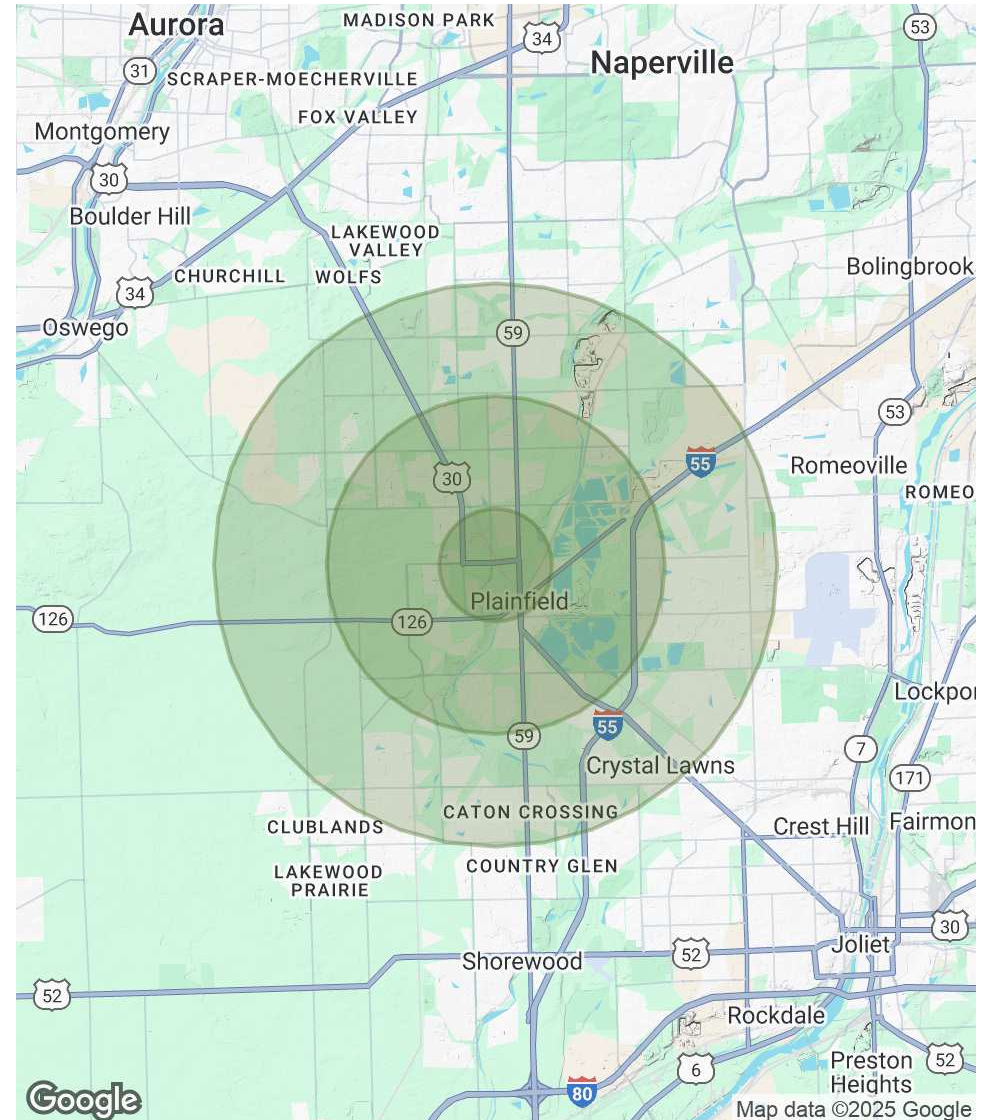 Aurora
MADISON PARK
53
34
Naperville
31
SCRAPER-MOECHERVILLE
FOX VALLEY
Montgomery
30
Boulder Hill
LAKEWOOD
VALLEY
CHURCHILL
WOLFS
Bolingbrook
34
Oswego
59
53
55
Romeoville
30
ROMEO
Plainfield
126
126
Lockpor
59
55
7
Crystal Lawns
171
CATON CROSSING
CLUBLANDS
Crest Hill
Fairmon
COUNTRY GLEN
LAKEWOOD
PRAIRIE
30
Joliet
Shorewood
52
52
Rockdale
6
52
Preston
Heights
80
Google
Map data ©2025 Google